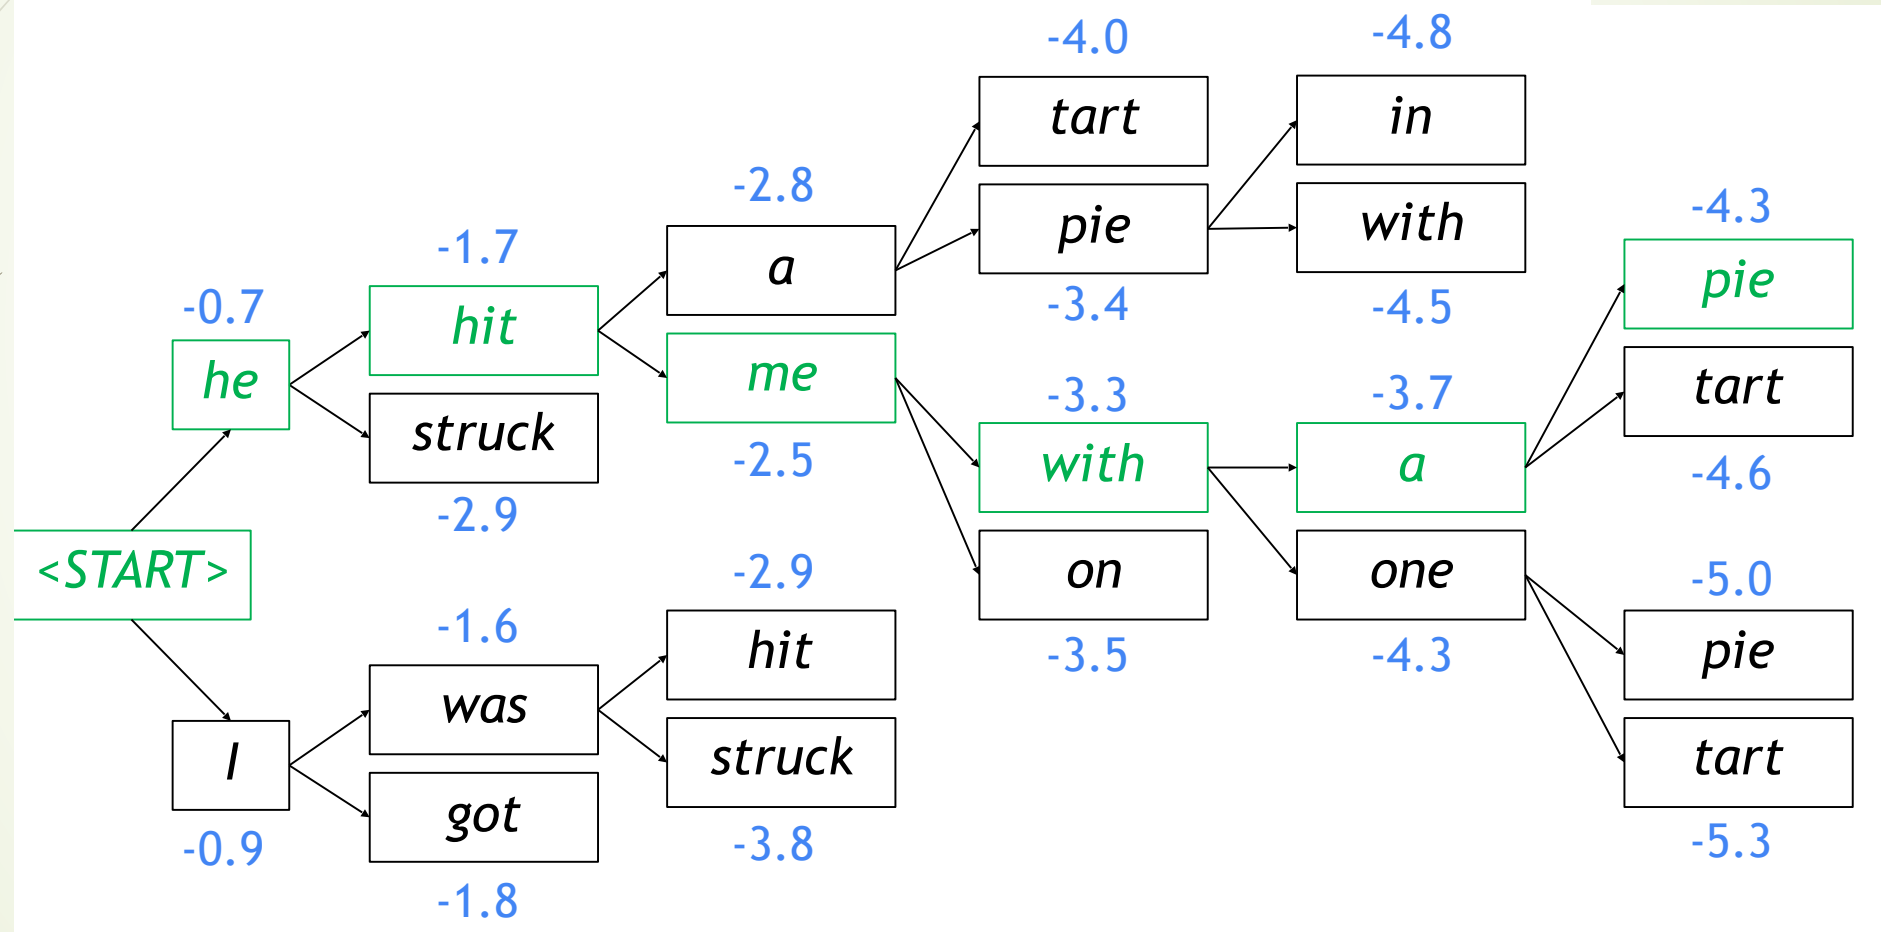 -4.0
-4.8
tart
in
-2.8
pie
with
-1.7
a
-3.4
-4.5
-4.3
pie
-0.7
hit
me
-3.3
-3.7
tart
he
struck
-2.5
with
a
-4.6
-2.9
<START>
-2.9
on
one
-5.0
-1.6
hit
-3.5
-4.3
pie
was
I
struck
tart
got
-0.9
-3.8
-5.3
-1.8